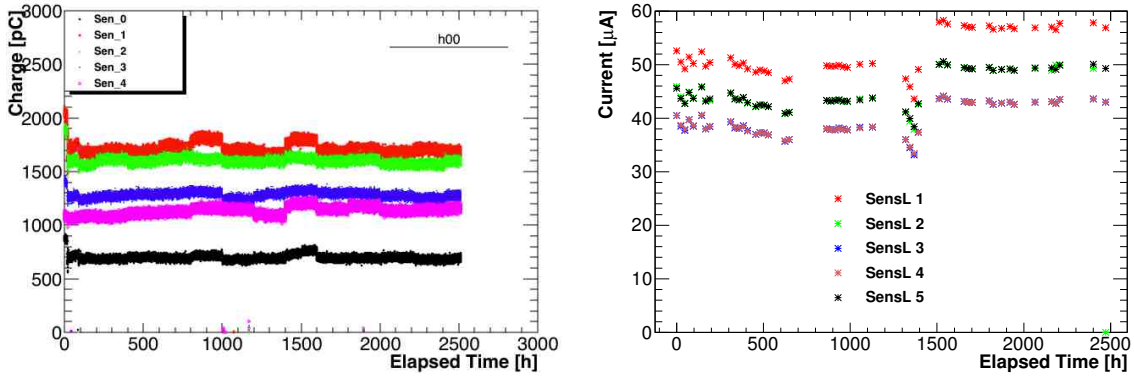 Charge [pC]
3000
2500
2000
1500
1000
500
0
Sen_0
Sen_1
Sen_2
Sen_3
Sen_4
h00
0 500 1000 1500 2000 2500 3000
Elapsed Time [h]
Current [μA]
60
50
40
30
20
10
0
SensL 1
SensL 2
SensL 3
SensL 4
SensL 5
0 500 1000 1500 2000 2500
Elapsed Time [h]